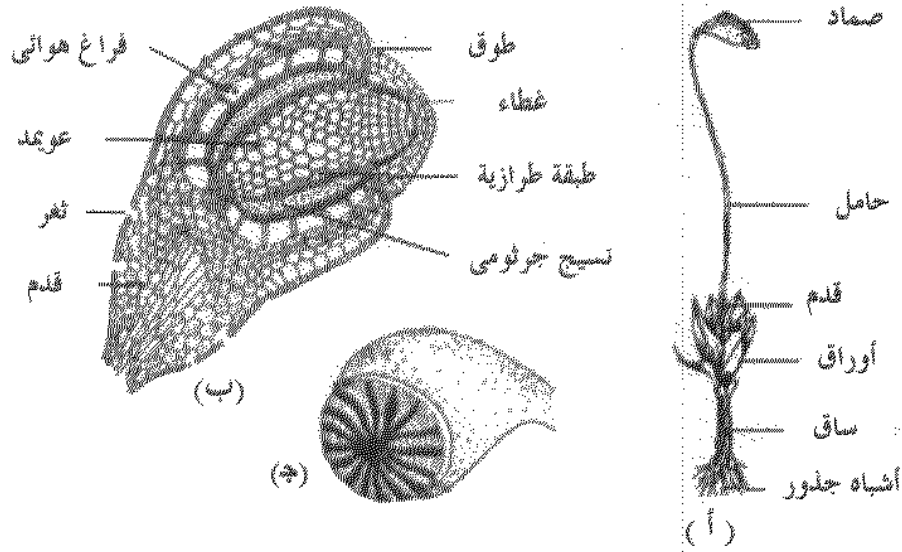 صماد
حامل
قدم
أوراق
ساق
أشباه جذور
(أ)
طوق
غطاء
طبقة طرازية
نسيج جرثومى
فراغ هوائى
عويمد
ثغر
قدم
(ب)
(جـ)